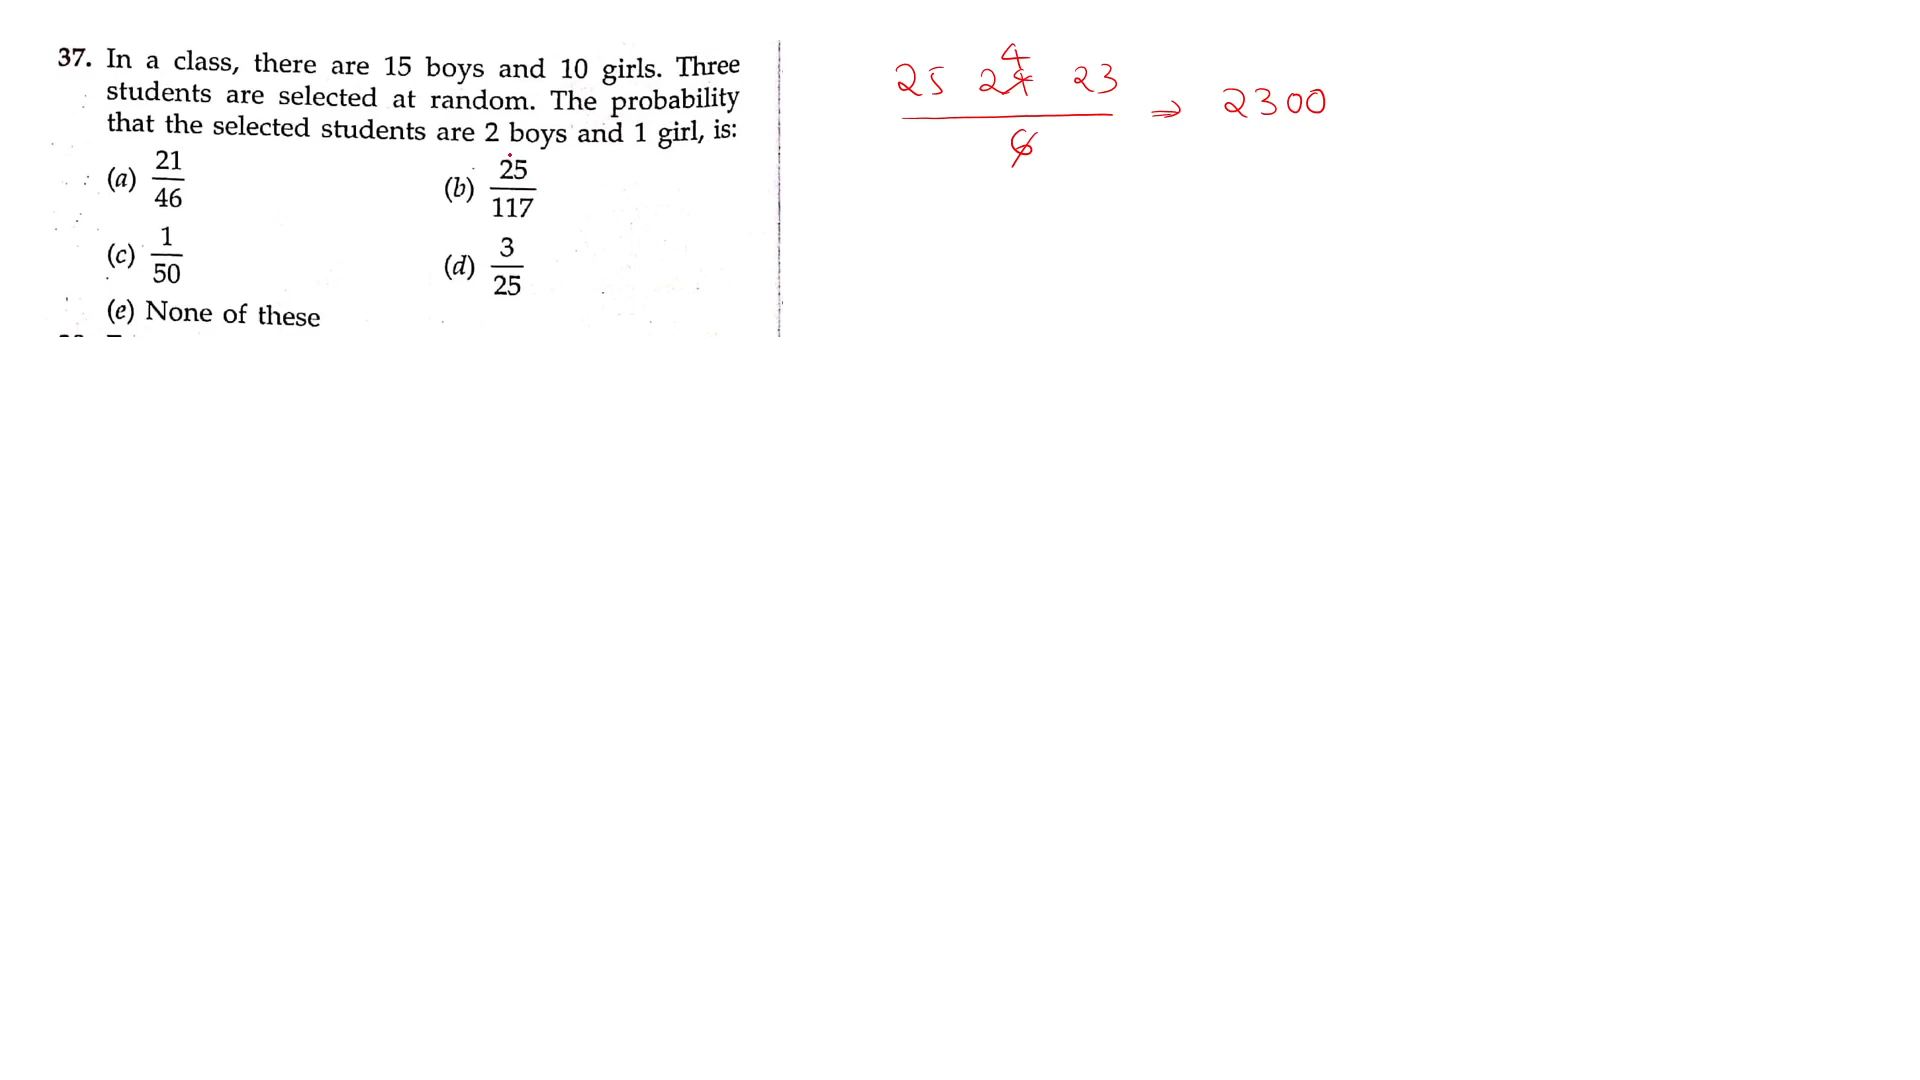 37. In a class, there are 15 boys and 10 girls. Three
students are selected at random. The probability
that the selected students are 2 boys and 1 girl, is:
(a) 21/46 (b) 25/117
(c) 1/50 (d) 3/25
(e) None of these
4
25 24 23
6
⇒ 2300